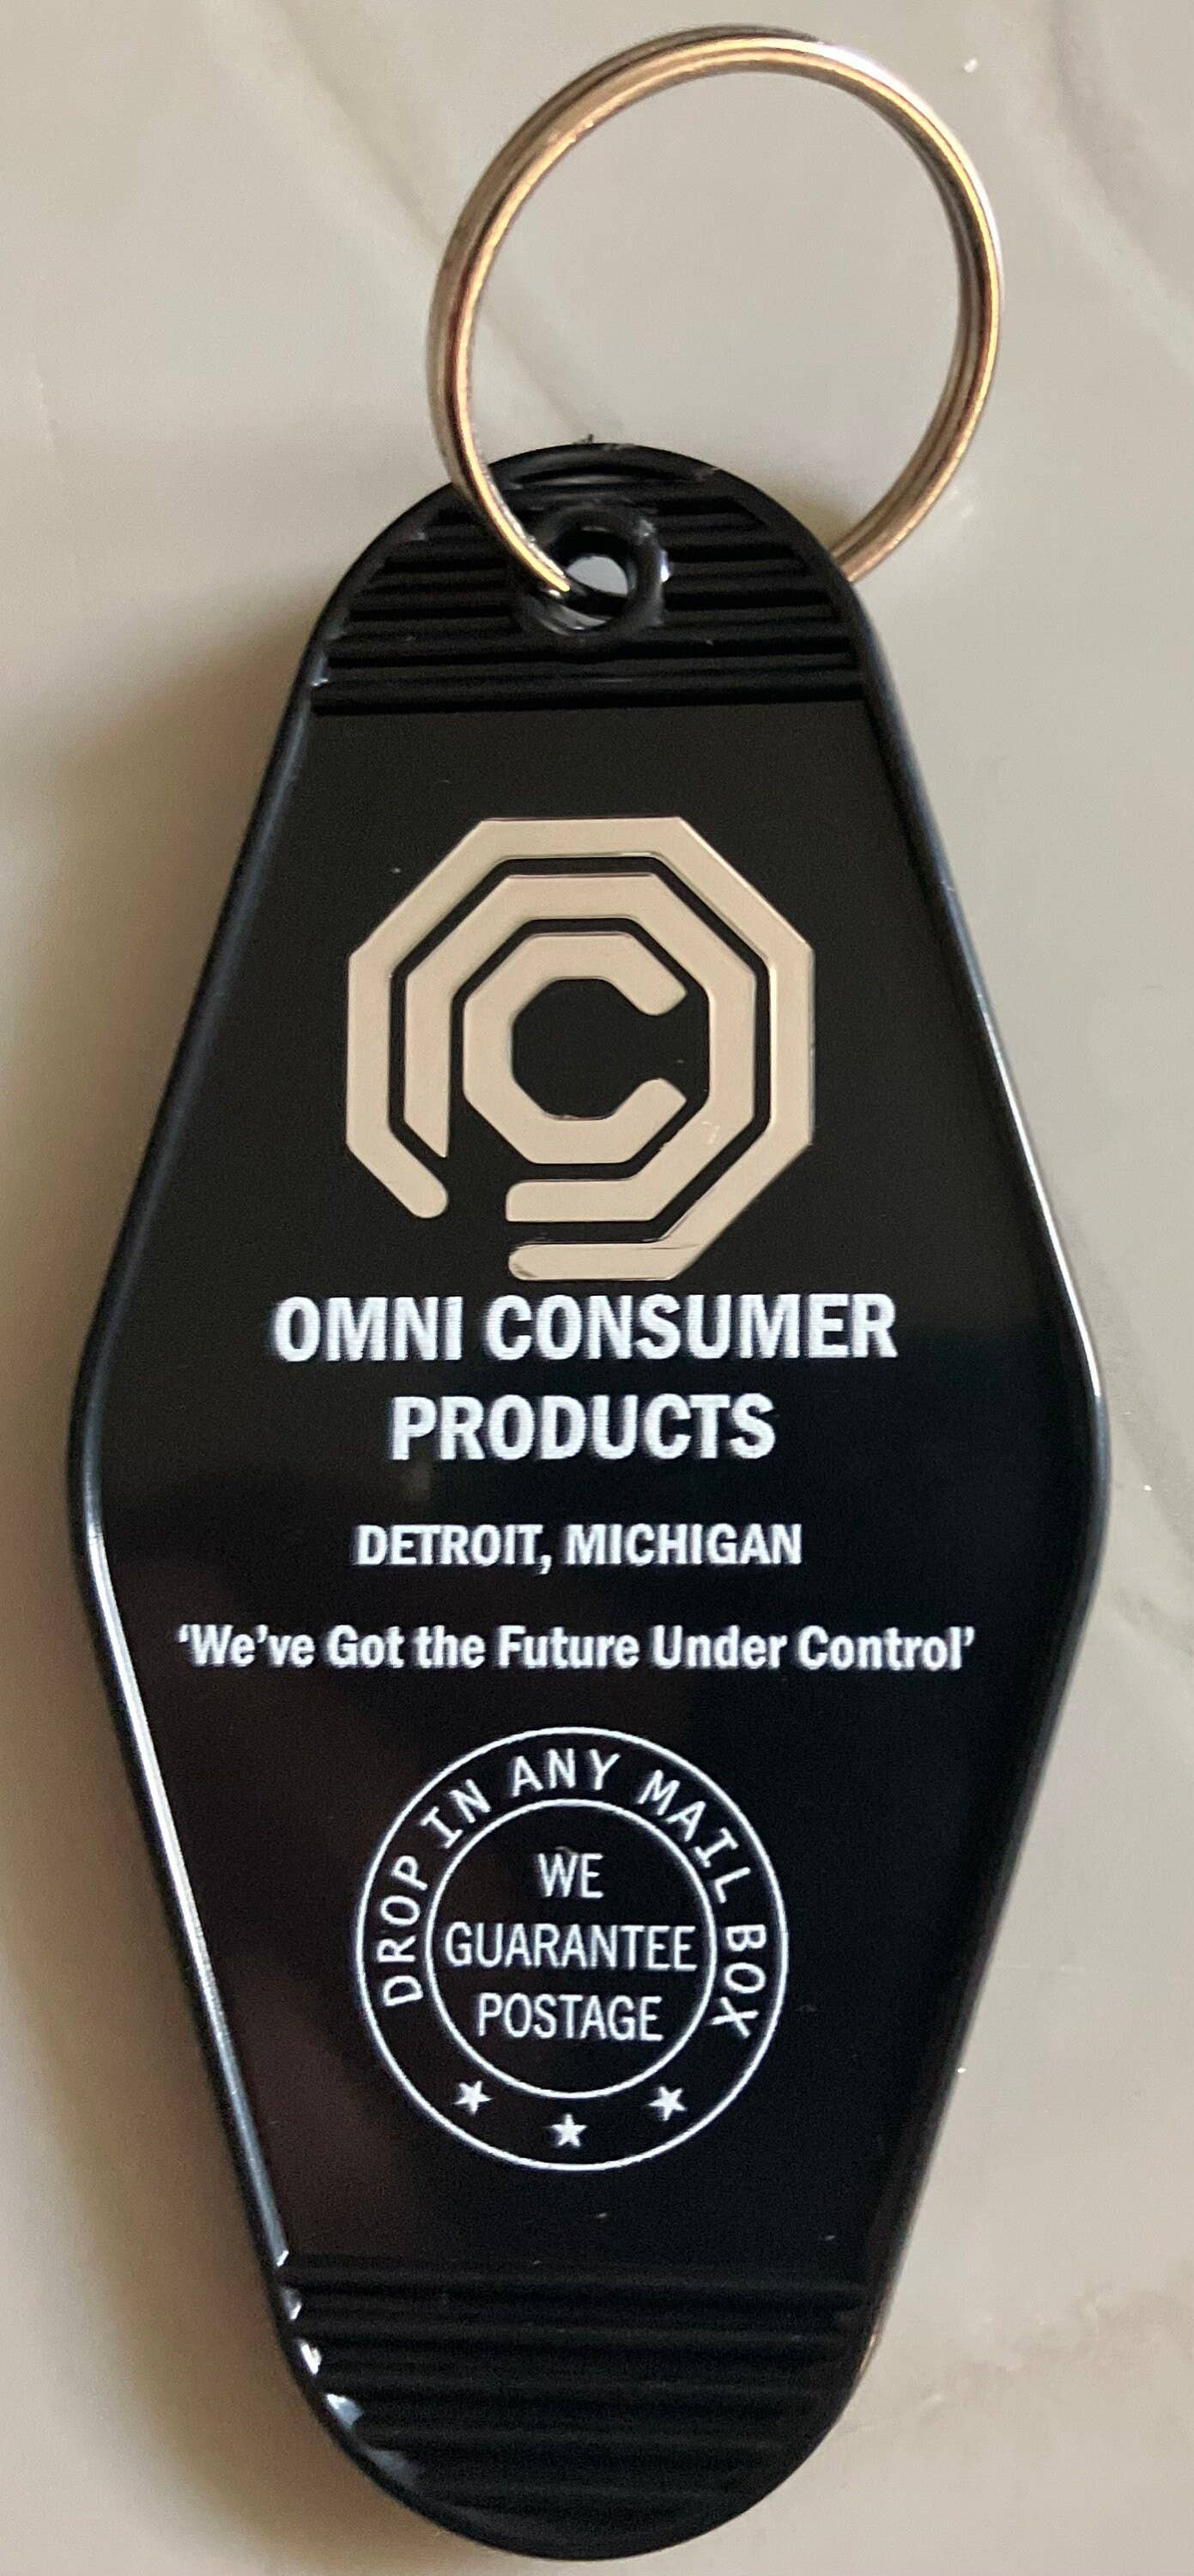 OMNI CONSUMER
PRODUCTS
DETROIT, MICHIGAN
‘We’ve Got the Future Under Control’
DROP IN ANY MAIL BOX
WE
GUARANTEE
POSTAGE